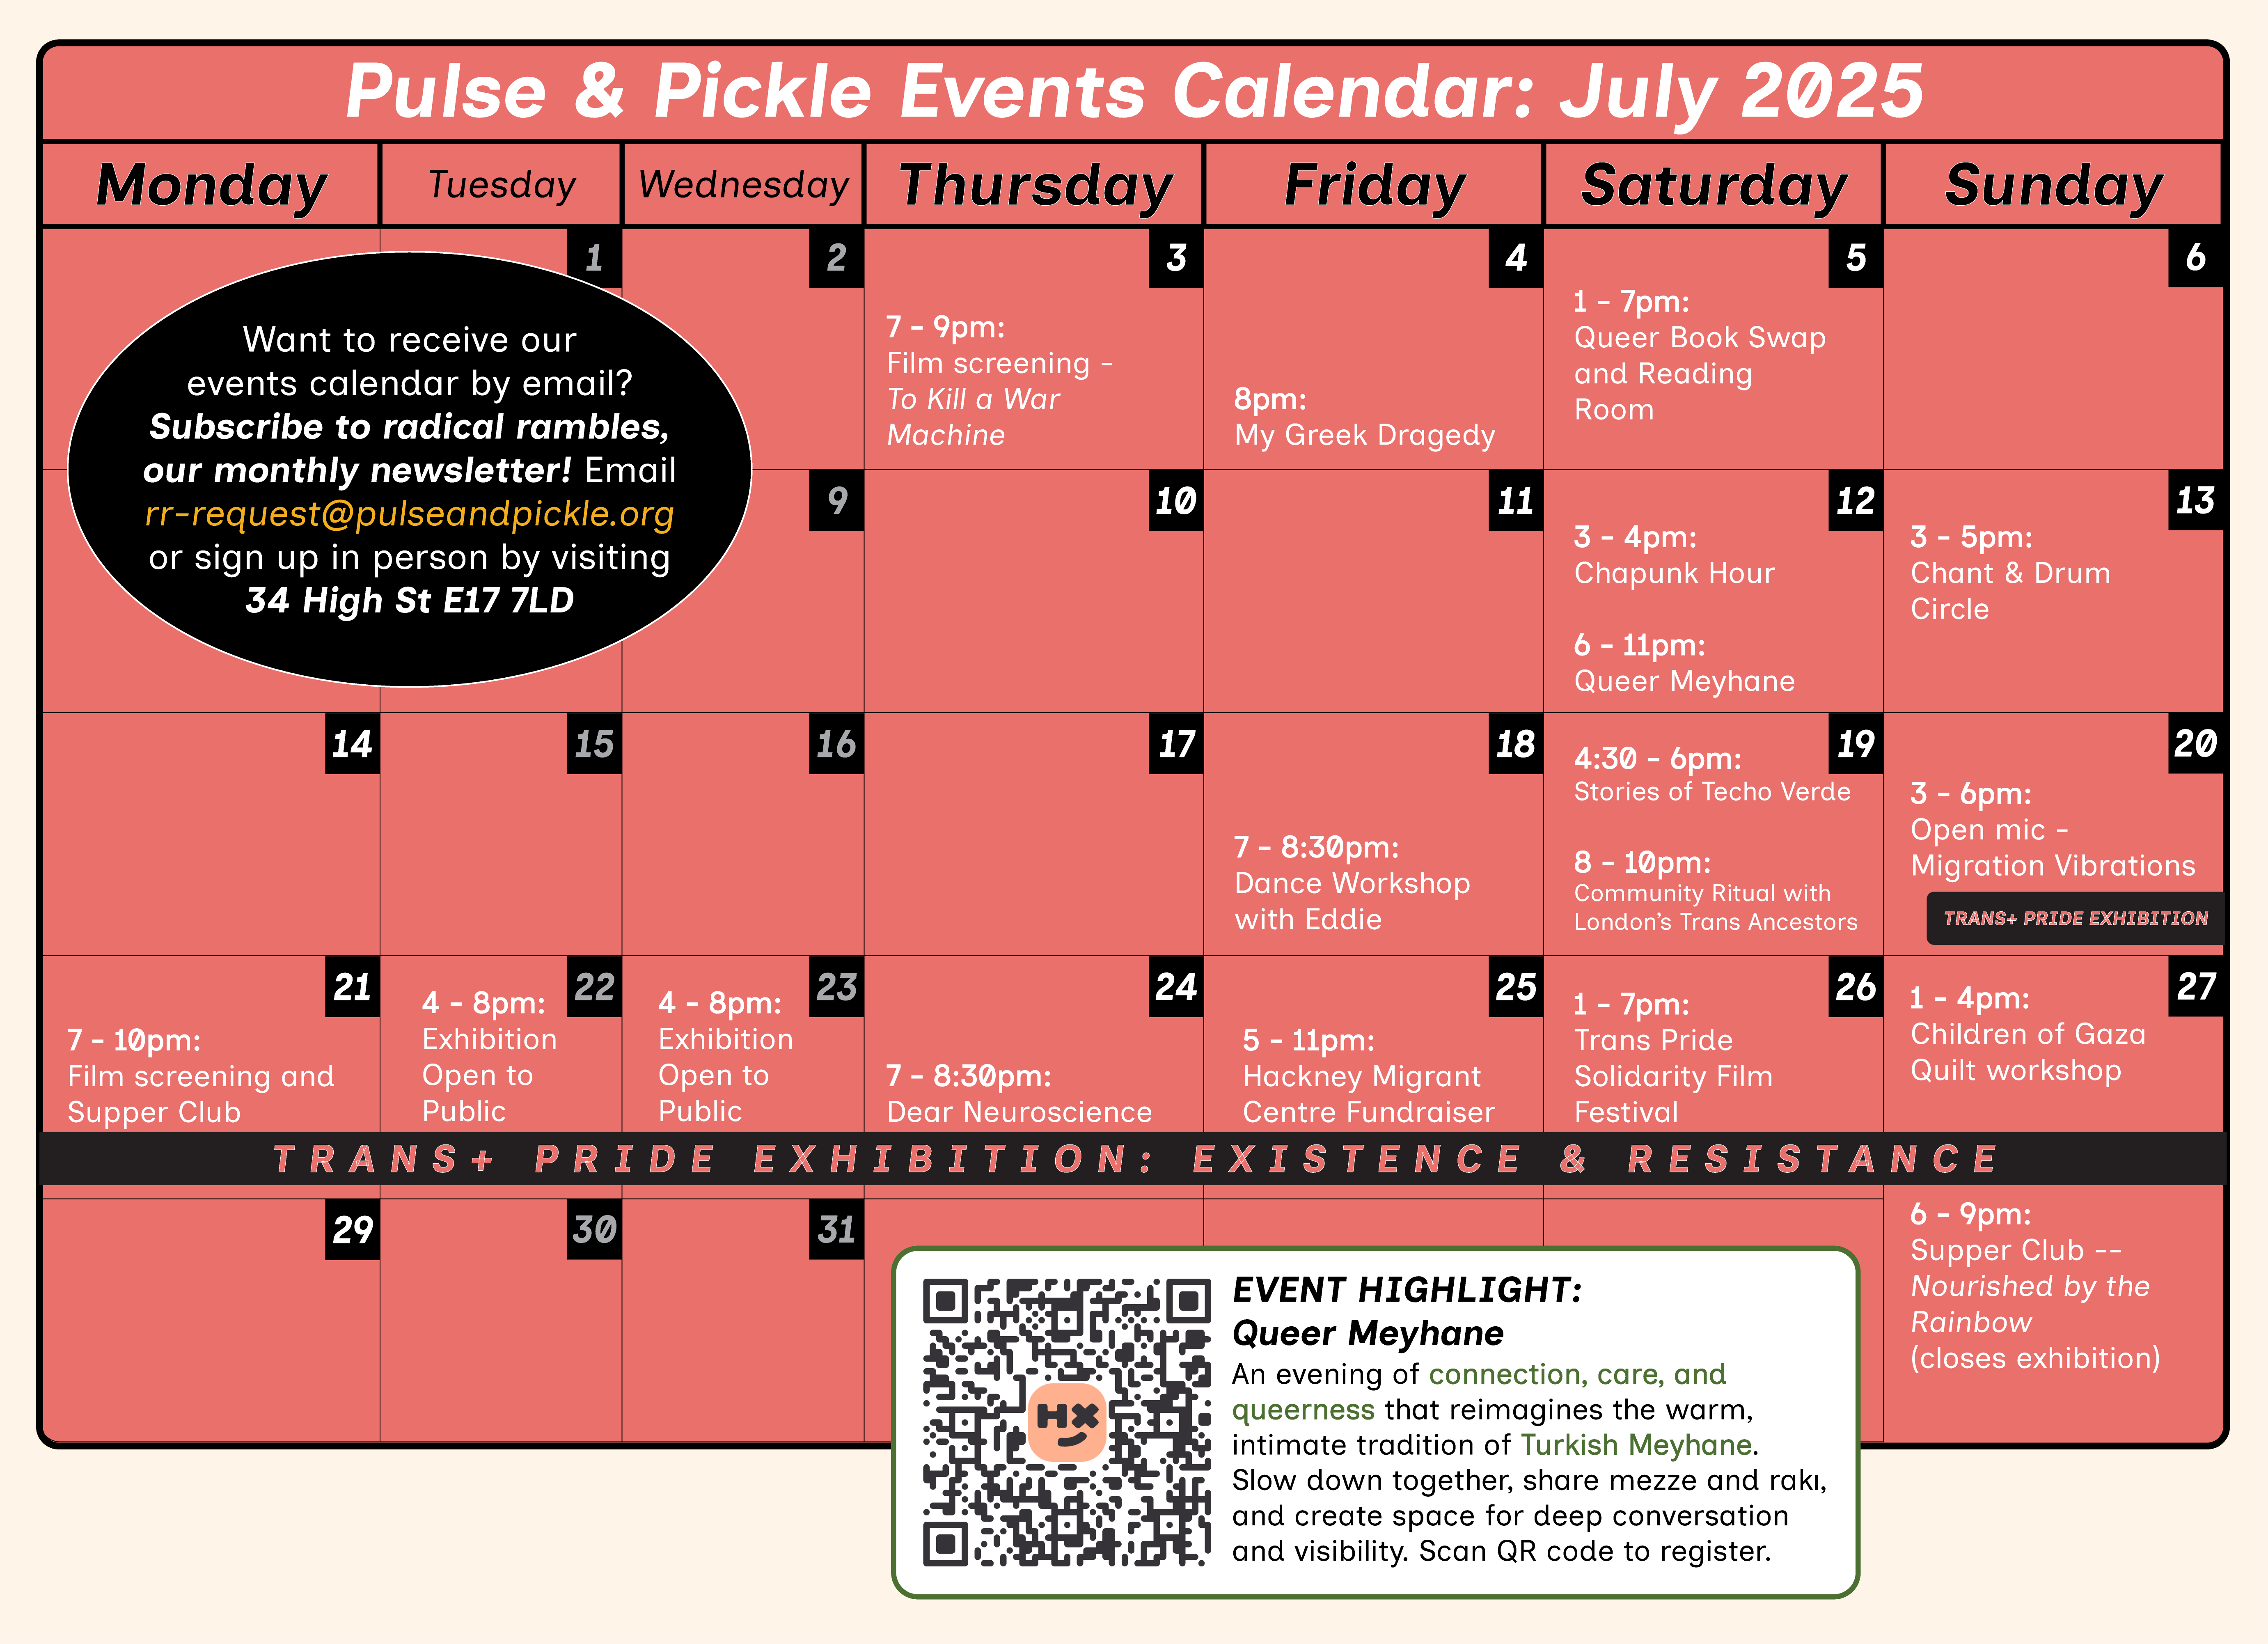 Pulse & Pickle Events Calendar: July 2025
Monday
Tuesday
Wednesday
Thursday
Friday
Saturday
Sunday
1
2
3
7 - 9pm:
Film screening -
To Kill a War
Machine
4
8pm:
My Greek Dragedy
5
1 - 7pm:
Queer Book Swap
and Reading
Room
6
Want to receive our
events calendar by email?
Subscribe to radical rambles,
our monthly newsletter! Email
rr-request@pulseandpickle.org
or sign up in person by visiting
34 High St E17 7LD
9
10
11
12
3 - 4pm:
Chapunk Hour
6 - 11pm:
Queer Meyhane
13
3 - 5pm:
Chant & Drum
Circle
14
15
16
17
18
7 - 8:30pm:
Dance Workshop
with Eddie
19
4:30 - 6pm:
Stories of Techo Verde
8 - 10pm:
Community Ritual with
London's Trans Ancestors
20
3 - 6pm:
Open mic -
Migration Vibrations
TRANS+ PRIDE EXHIBITION
21
7 - 10pm:
Film screening and
Supper Club
22
4 - 8pm:
Exhibition
Open to
Public
23
4 - 8pm:
Exhibition
Open to
Public
24
7 - 8:30pm:
Dear Neuroscience
25
5 - 11pm:
Hackney Migrant
Centre Fundraiser
26
1 - 7pm:
Trans Pride
Solidarity Film
Festival
27
1 - 4pm:
Children of Gaza
Quilt workshop
TRANS+ PRIDE EXHIBITION: EXISTENCE & RESISTANCE
6 - 9pm:
Supper Club --
Nourished by the
Rainbow
(closes exhibition)
29
30
31
HX
EVENT HIGHLIGHT:
Queer Meyhane
An evening of connection, care, and
queerness that reimagines the warm,
intimate tradition of Turkish Meyhane.
Slow down together, share mezze and rakı,
and create space for deep conversation
and visibility. Scan QR code to register.